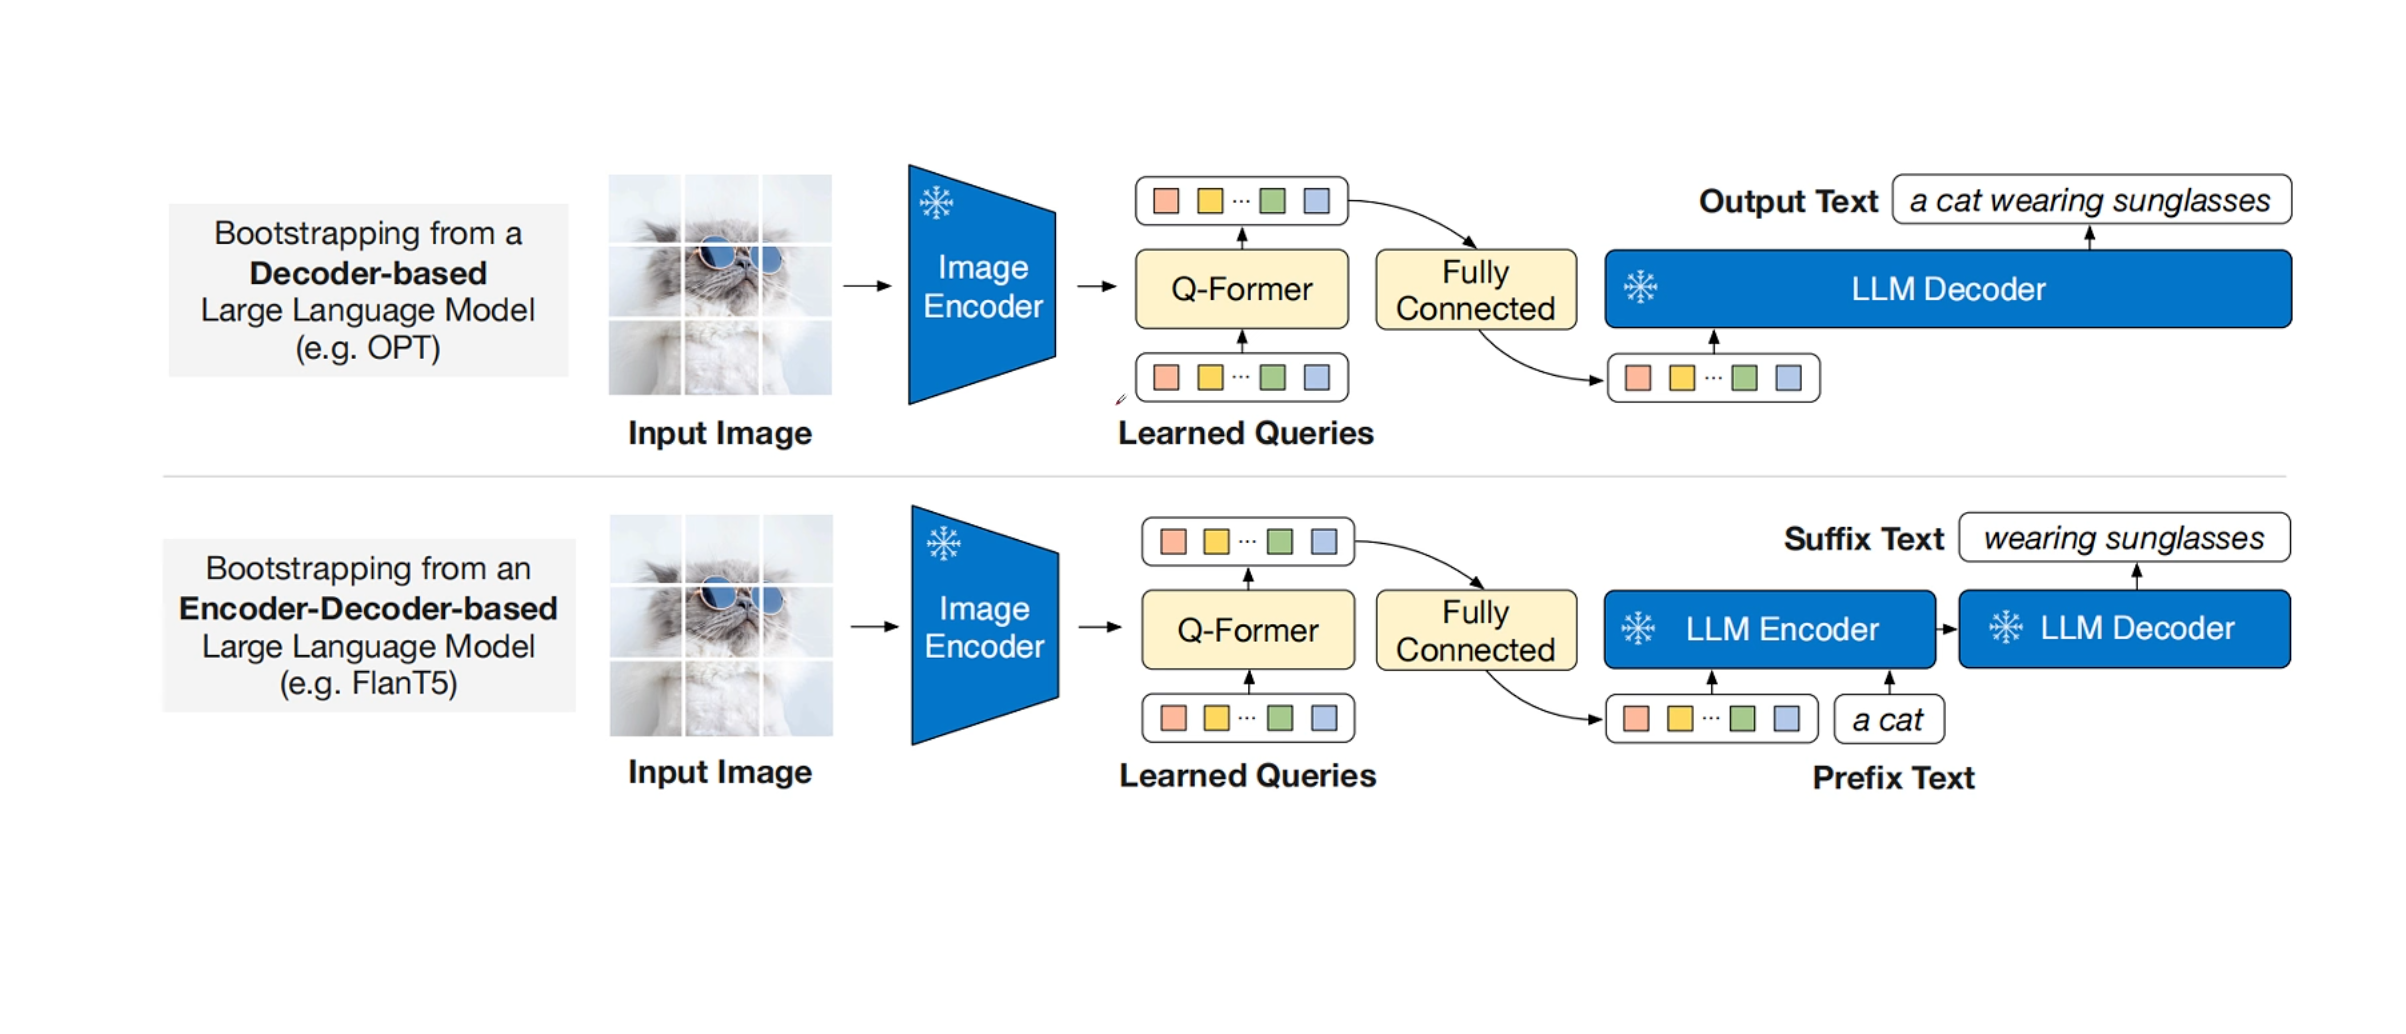 Bootstrapping from a
Decoder-based
Large Language Model
(e.g. OPT)
Input Image
Image
Encoder
Q-Former
Learned Queries
Fully
Connected
Output Text
a cat wearing sunglasses
LLM Decoder
Bootstrapping from an
Encoder-Decoder-based
Large Language Model
(e.g. FlanT5)
Input Image
Image
Encoder
Q-Former
Learned Queries
Fully
Connected
Suffix Text
wearing sunglasses
LLM Encoder
LLM Decoder
a cat
Prefix Text